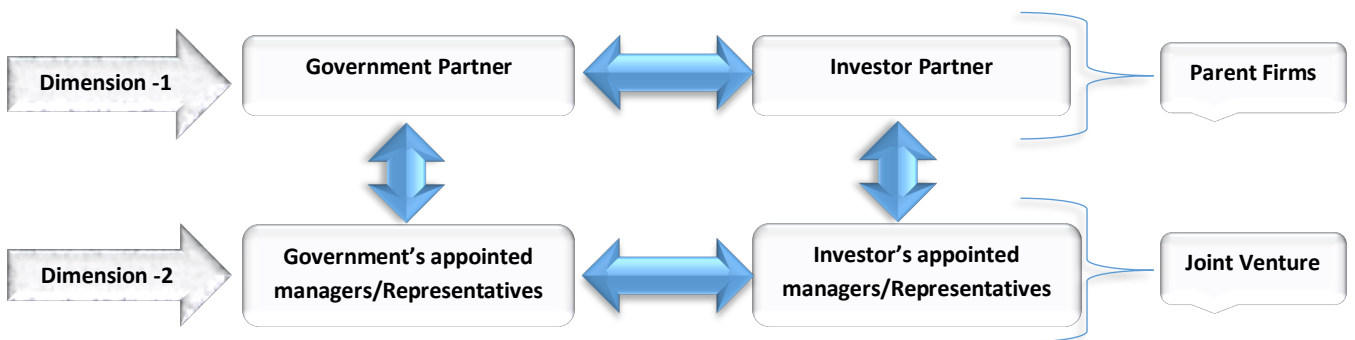 Dimension -1
Government Partner
Investor Partner
Parent Firms
Dimension -2
Government’s appointed
managers/Representatives
Investor’s appointed
managers/Representatives
Joint Venture